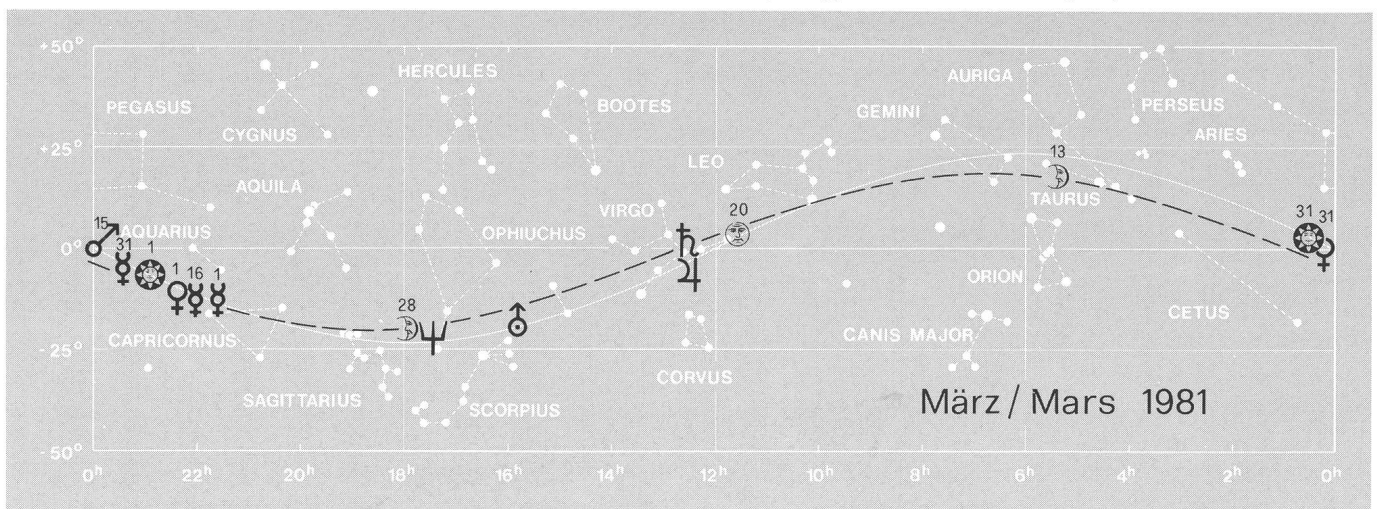 +50°
HERCULES
AURIGA
PEGASUS
BOOTES
GEMINI
PERSEUS
CYGNUS
ARIES
+25°
LEO
13
AQUILA
TAURUS
15
VIRGO
20
31 31
AQUARIUS
OPHIUCHUS
0°
31 1
1 16 1
ORION
28
CETUS
CAPRICORNUS
CANIS MAJOR
-25°
CORVUS
SAGITTARIUS
SCORPIUS
März / Mars 1981
-50°
0h 22h 20h 18h 16h 14h 12h 10h 8h 6h 4h 2h 0h